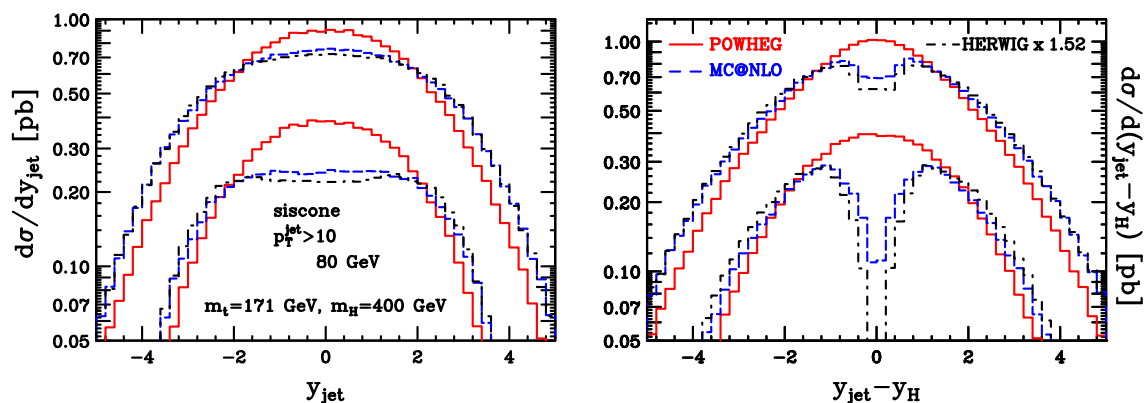 dσ/dy_jet [pb]
0.90
0.70
0.50
0.30
0.20
0.10
0.07
0.05
siscone
p_T^jet>10
80 GeV
m_t=171 GeV, m_H=400 GeV
−4 −2 0 2 4
y_jet
1.00
0.70
0.50
0.30
0.20
0.10
0.05
POWHEG
MC@NLO
HERWIG x 1.52
−4 −2 0 2 4
y_jet−y_H
dσ/d(y_jet−y_H) [pb]